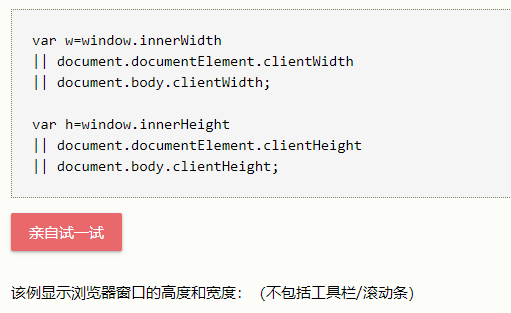 var w=window.innerWidth
|| document.documentElement.clientWidth
|| document.body.clientWidth;
var h=window.innerHeight
|| document.documentElement.clientHeight
|| document.body.clientHeight;
亲自试一试
该例显示浏览器窗口的高度和宽度：（不包括工具栏/滚动条）